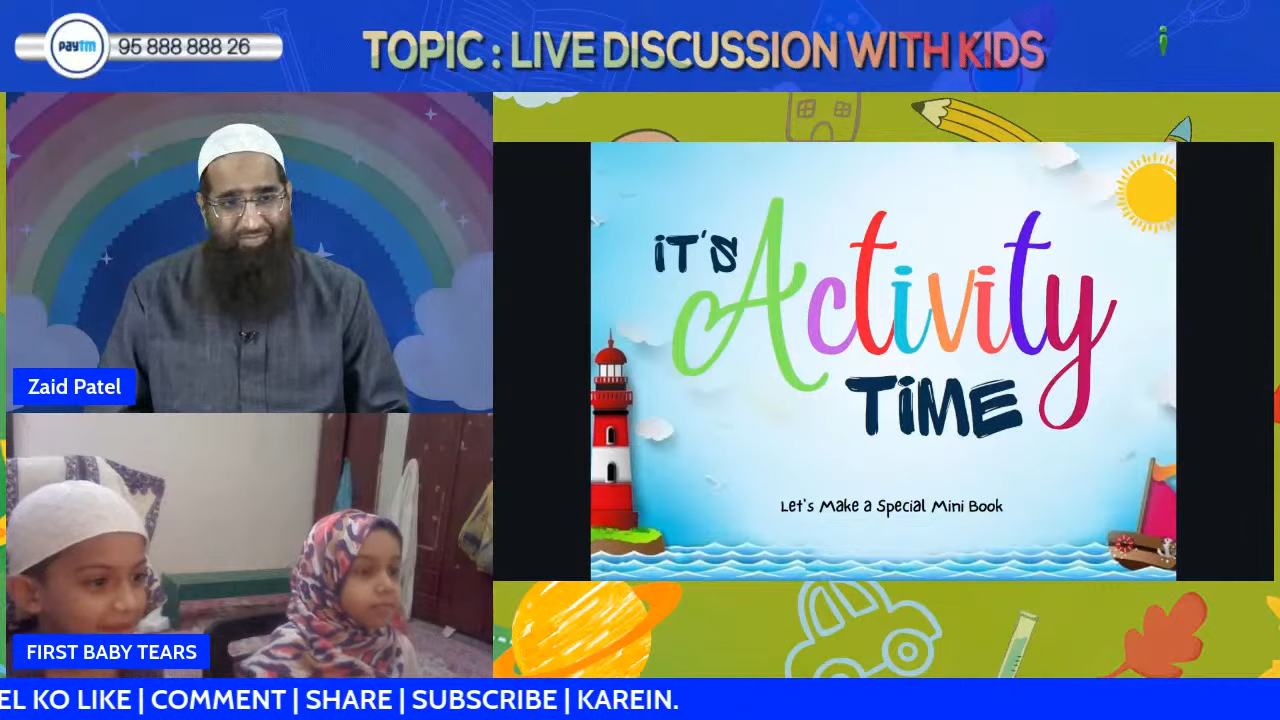 paytm 95 888 888 26
TOPIC : LIVE DISCUSSION WITH KIDS
Zaid Patel
FIRST BABY TEARS
iT'S
Activity
TiME
Let's Make a Special Mini Book
EL KO LIKE | COMMENT | SHARE | SUBSCRIBE | KAREIN.